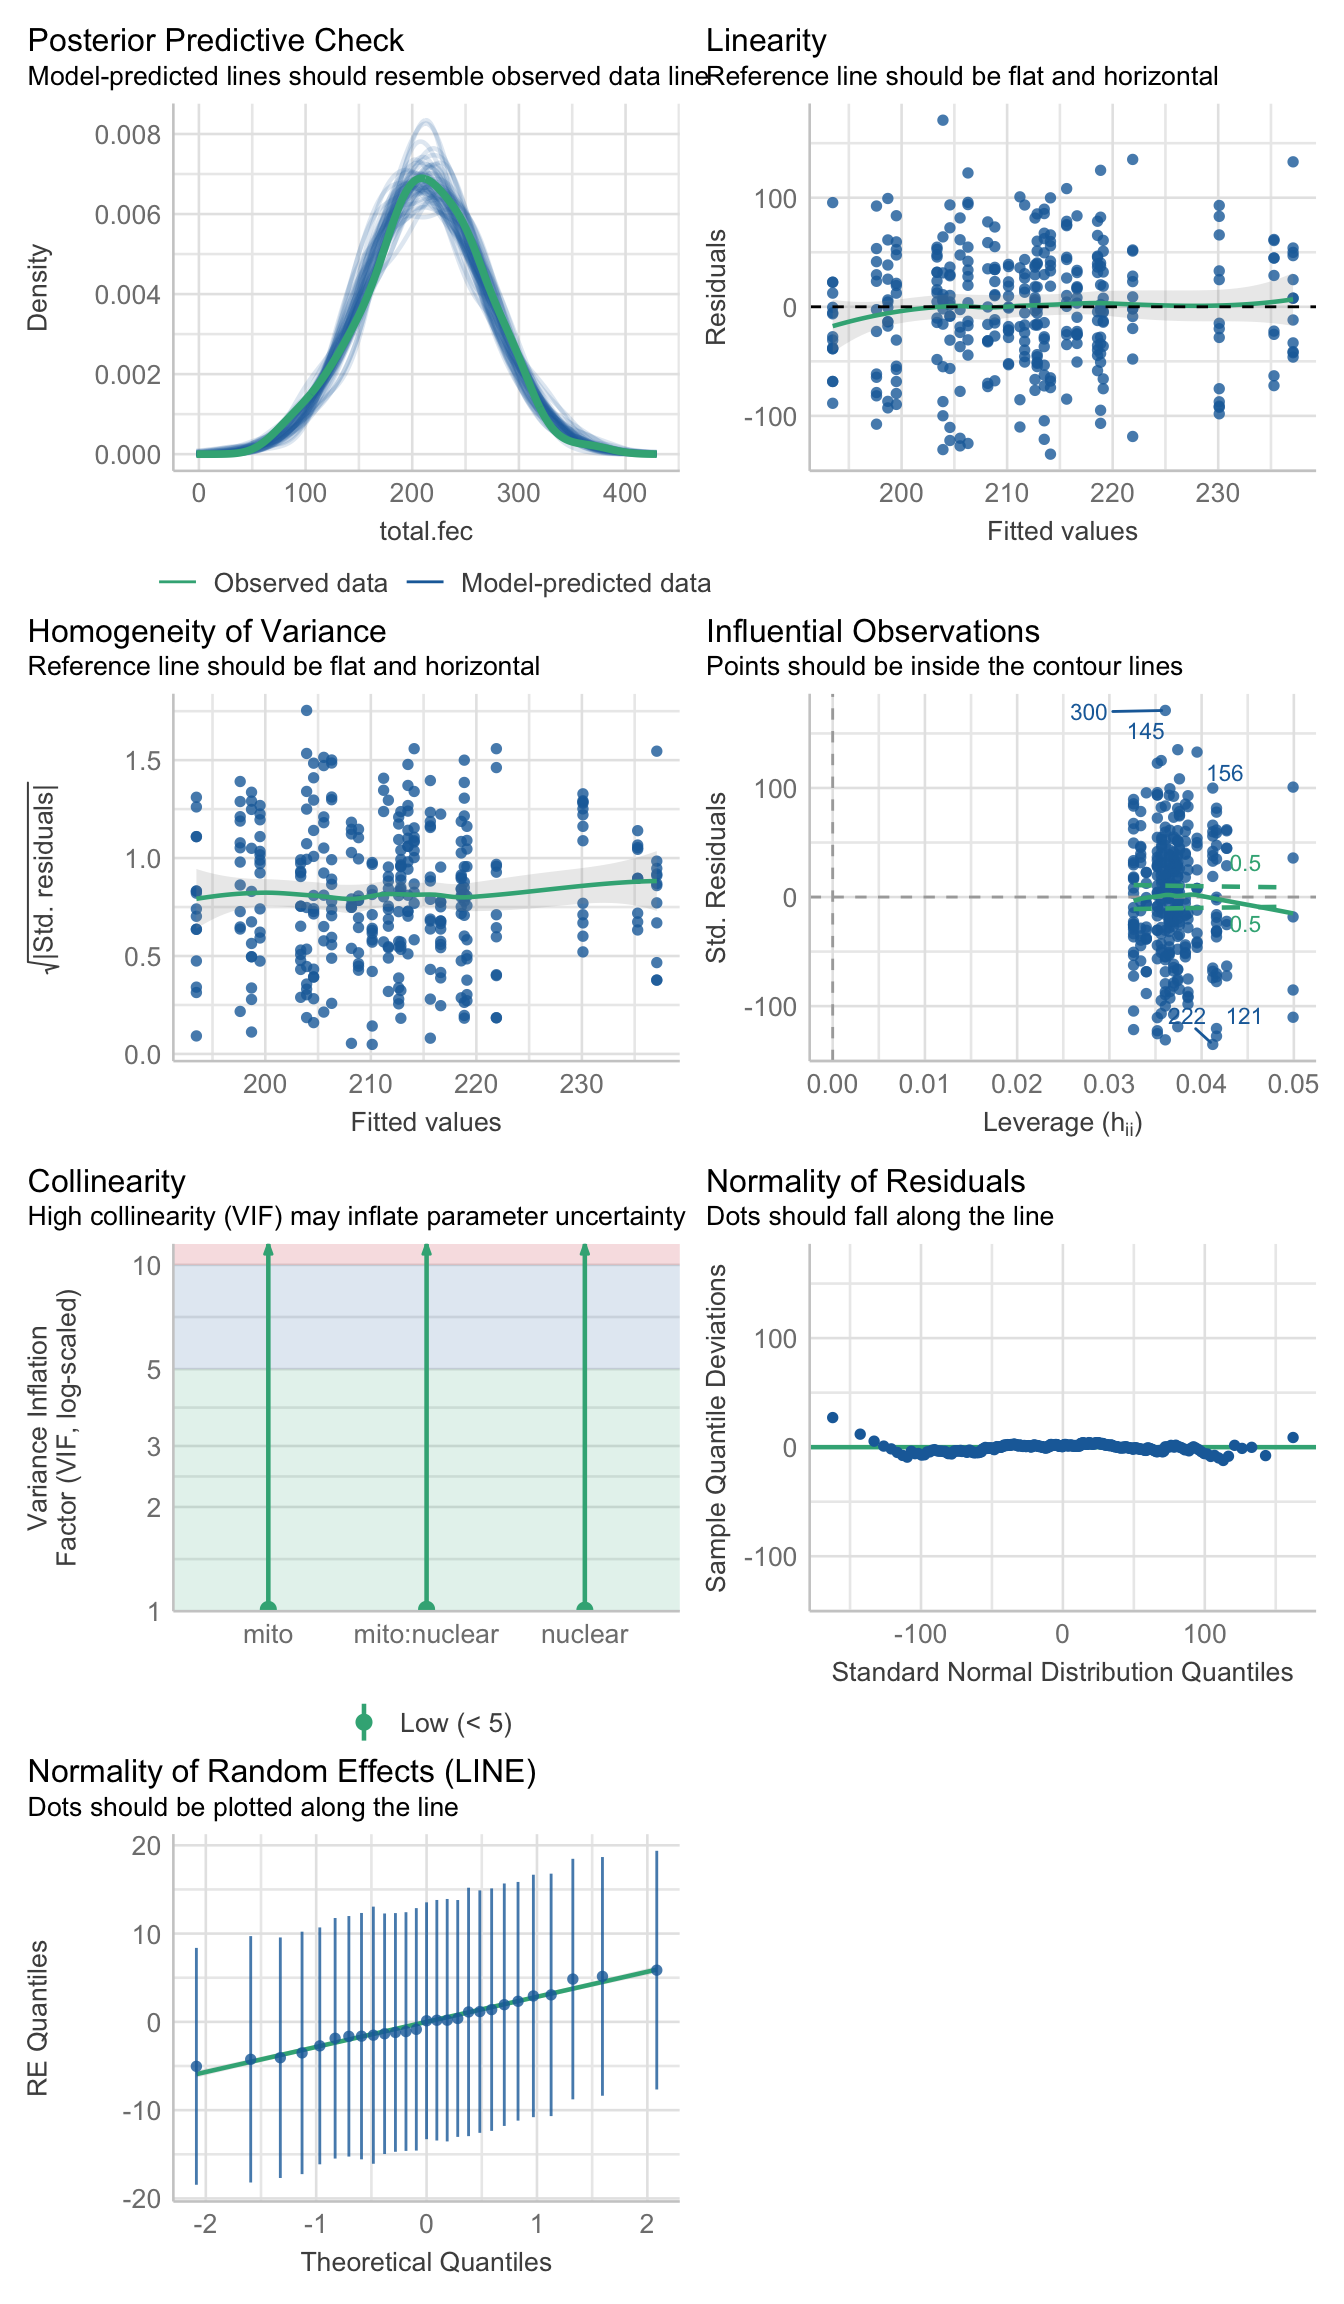 Posterior Predictive Check
Model-predicted lines should resemble observed data line
0.008
0.006
0.004
0.002
0.000
Density
0 100 200 300 400
total.fec
Observed data Model-predicted data
Linearity
Reference line should be flat and horizontal
100
0
-100
Residuals
200 210 220 230
Fitted values
Homogeneity of Variance
Reference line should be flat and horizontal
1.5
1.0
0.5
0.0
√|Std. residuals|
200 210 220 230
Fitted values
Influential Observations
Points should be inside the contour lines
300
145
156
100
0.5
0
0.5
-100
222 121
Std. Residuals
0.00 0.01 0.02 0.03 0.04 0.05
Leverage (hii)
Collinearity
High collinearity (VIF) may inflate parameter uncertainty
10
5
3
2
1
Variance Inflation
Factor (VIF, log-scaled)
mito mito:nuclear nuclear
Low (< 5)
Normality of Residuals
Dots should fall along the line
100
0
-100
Sample Quantile Deviations
-100 0 100
Standard Normal Distribution Quantiles
Normality of Random Effects (LINE)
Dots should be plotted along the line
20
10
0
-10
-20
RE Quantiles
-2 -1 0 1 2
Theoretical Quantiles